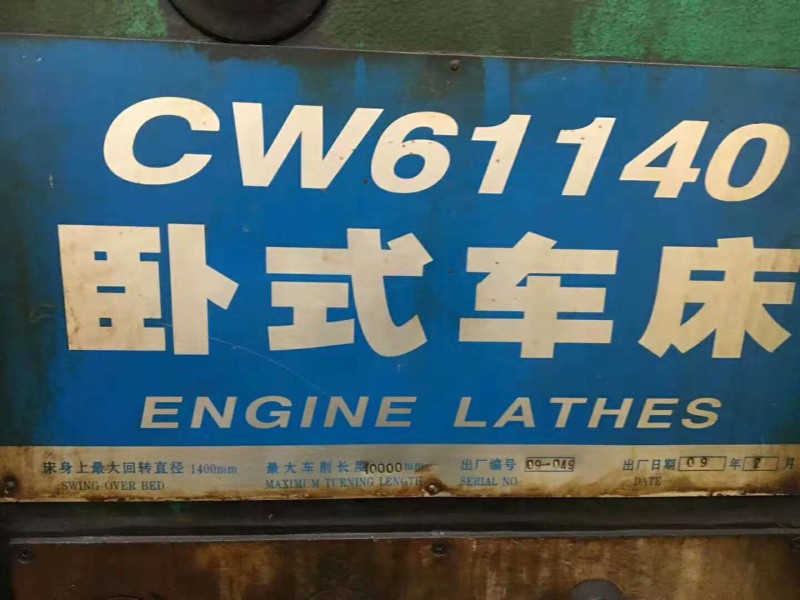 CW61140
卧式车床
ENGINE LATHES
床身上最大回转直径 1400mm 最大车削长度 10000mm 出厂编号 09-049 出厂日期 09 年 月
SWING OVER BED MAXIMUM TURNING LENGTH SERIAL NO. DATE